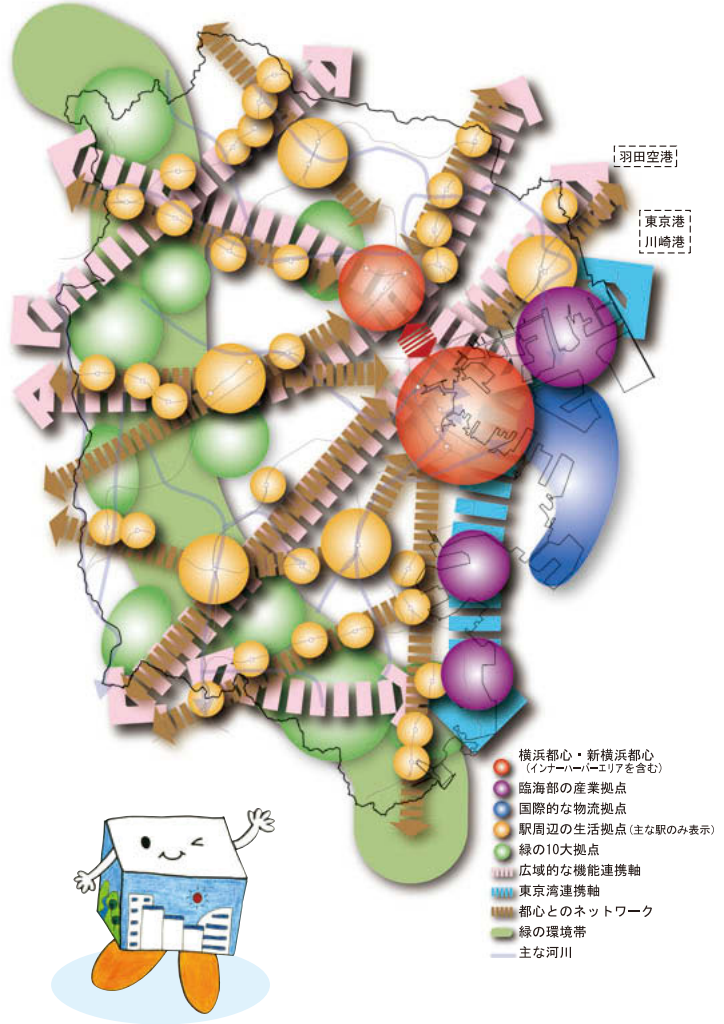 羽田空港
東京港
川崎港
横浜都心・新横浜都心
（インナーハーバーエリアを含む）
臨海部の産業拠点
国際的な物流拠点
駅周辺の生活拠点（主な駅のみ表示）
緑の10大拠点
広域的な機能連携軸
東京湾連携軸
都心とのネットワーク
緑の環境帯
主な河川